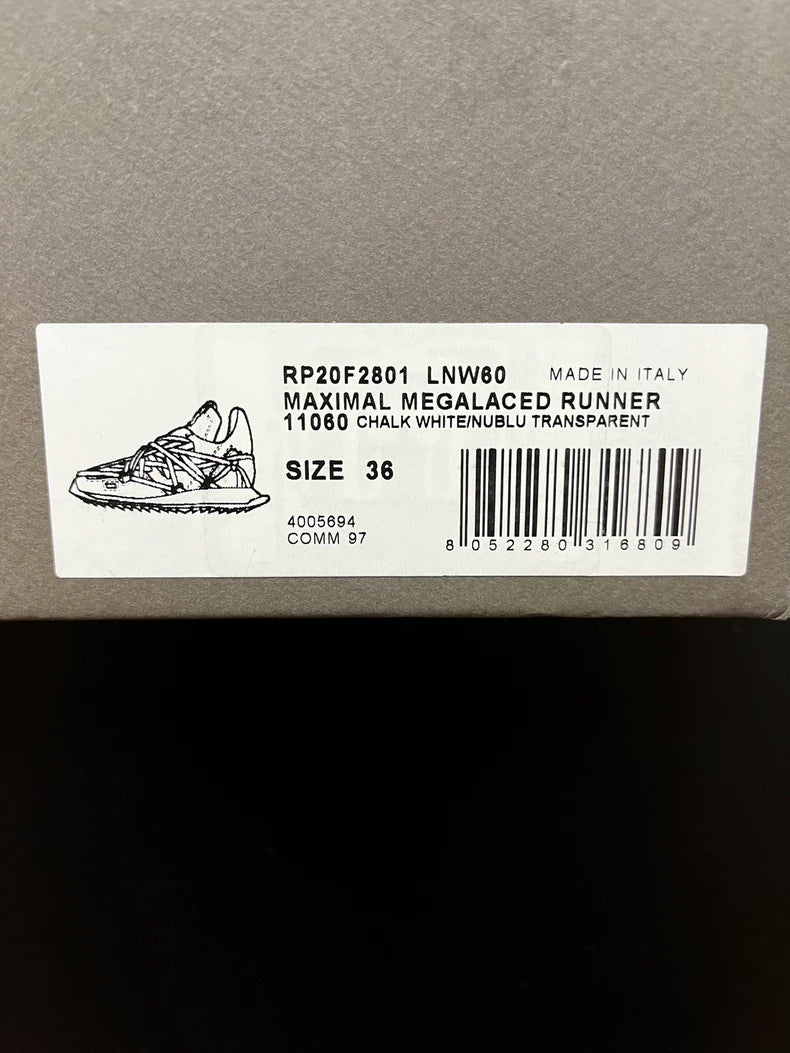 RP20F2801 LNW60 MADE IN ITALY
MAXIMAL MEGALACED RUNNER
11060 CHALK WHITE/NUBLU TRANSPARENT
SIZE 36
4005694
COMM 97
8 052280 316809